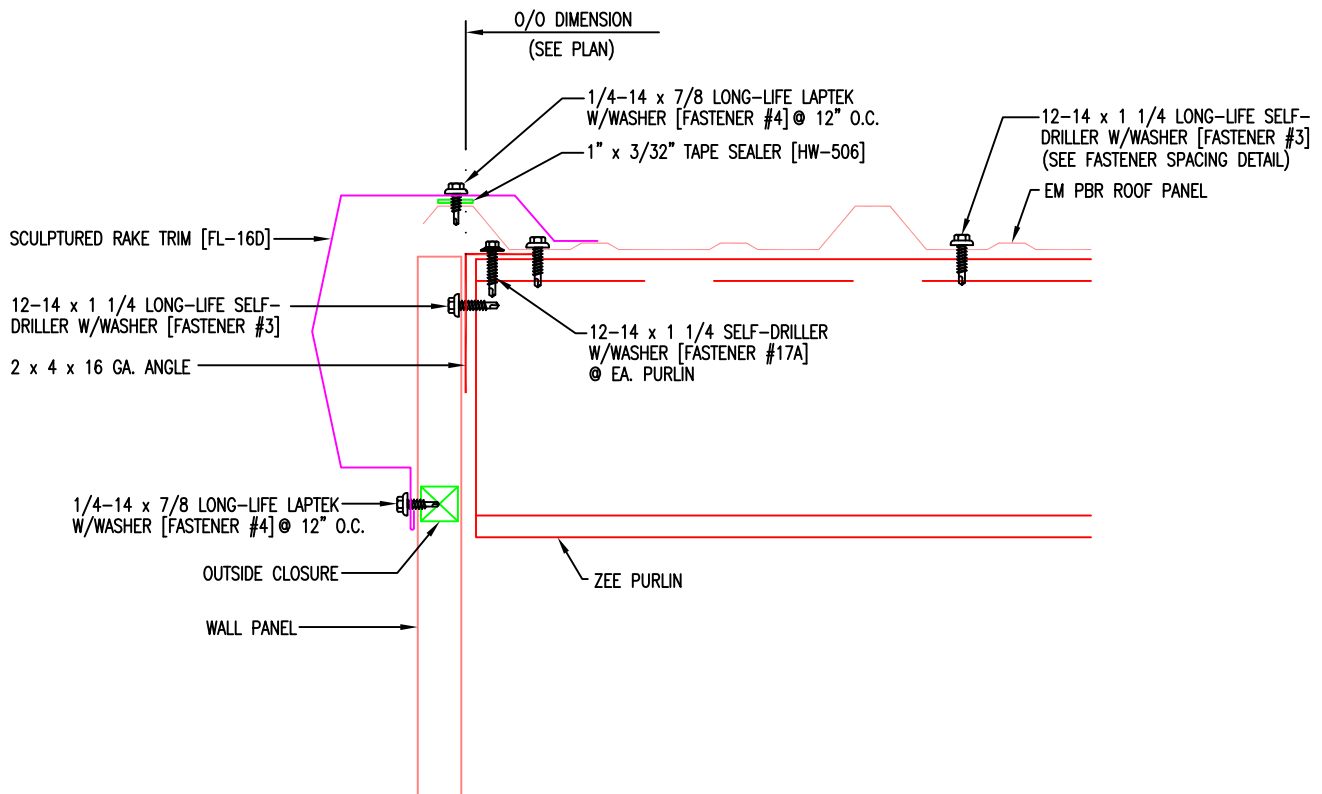 O/O DIMENSION
(SEE PLAN)
1/4-14 x 7/8 LONG-LIFE LAPTEK
W/WASHER [FASTENER #4] @ 12" O.C.
1" x 3/32" TAPE SEALER [HW-506]
12-14 x 1 1/4 LONG-LIFE SELF-
DRILLER W/WASHER [FASTENER #3]
(SEE FASTENER SPACING DETAIL)
EM PBR ROOF PANEL
SCULPTURED RAKE TRIM [FL-16D]
12-14 x 1 1/4 LONG-LIFE SELF-
DRILLER W/WASHER [FASTENER #3]
2 x 4 x 16 GA. ANGLE
12-14 x 1 1/4 SELF-DRILLER
W/WASHER [FASTENER #17A]
@ EA. PURLIN
1/4-14 x 7/8 LONG-LIFE LAPTEK
W/WASHER [FASTENER #4] @ 12" O.C.
OUTSIDE CLOSURE
ZEE PURLIN
WALL PANEL